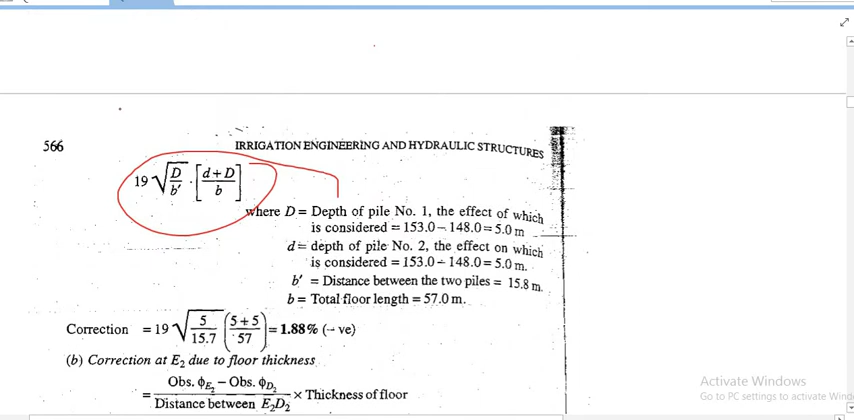 566
IRRIGATION ENGINEERING AND HYDRAULIC STRUCTURES
19 √(D/b′) · [(d + D)/b]
where D = Depth of pile No. 1, the effect of which
is considered = 153.0 – 148.0 = 5.0 m
d = depth of pile No. 2, the effect on which
is considered = 153.0 – 148.0 = 5.0 m.
b′ = Distance between the two piles = 15.8 m.
b = Total floor length = 57.0 m.
Correction = 19 √(5/15.7) ((5 + 5)/57) = 1.88% (– ve)
(b) Correction at E₂ due to floor thickness
= (Obs. ϕE₂ – Obs. ϕD₂)/(Distance between E₂D₂) × Thickness of floor
Activate Windows
Go to PC settings to activate Wind